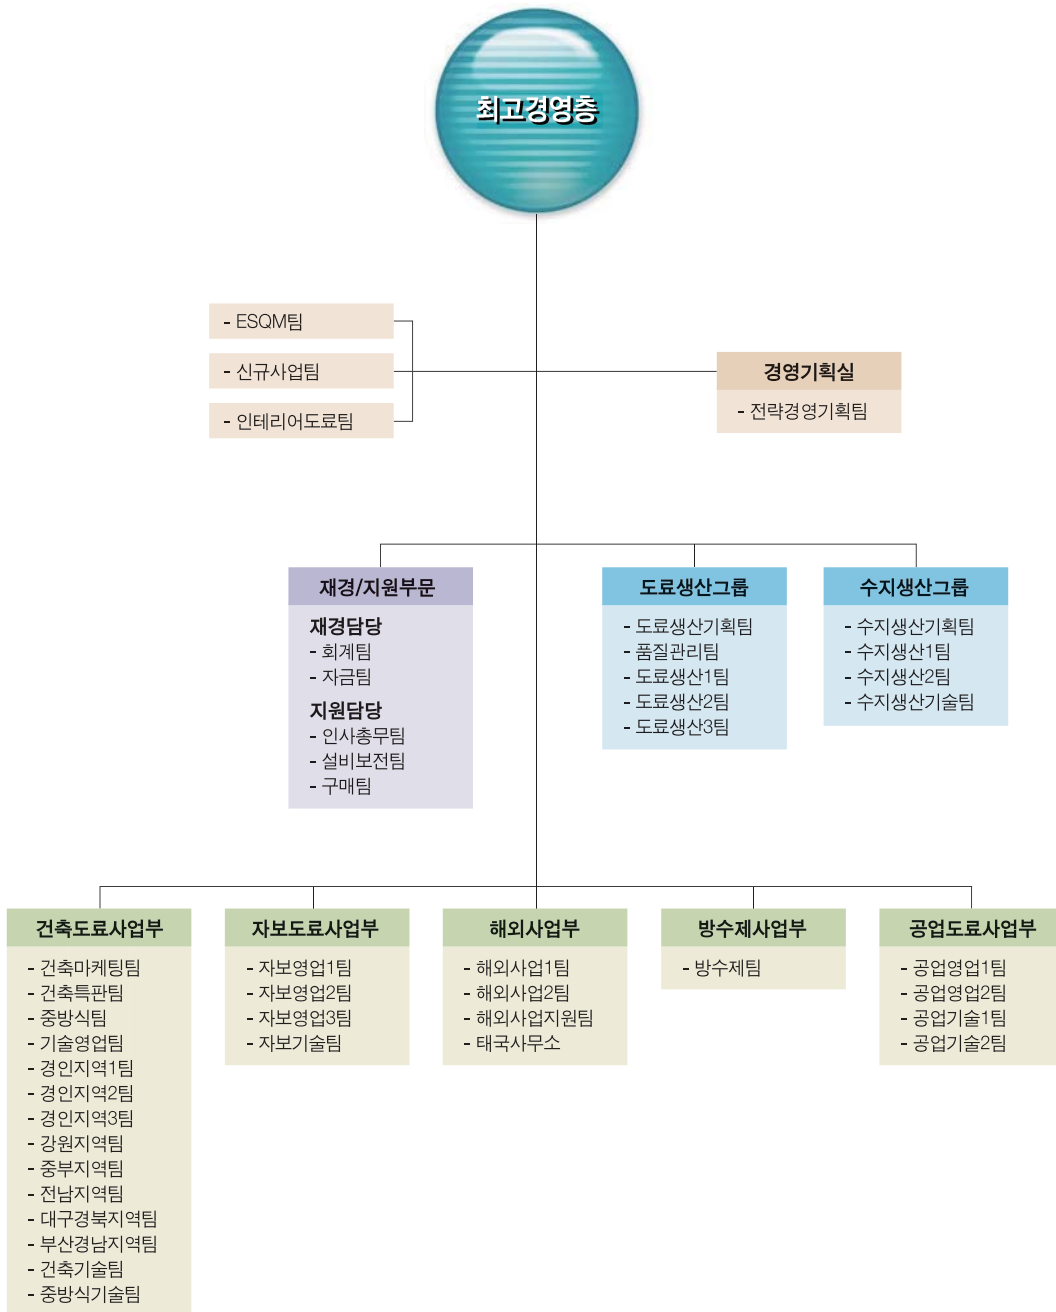 최고경영층
- ESQM팀
- 신규사업팀
- 인테리어도료팀
경영기획실
- 전략경영기획팀
재경/지원부문
재경담당
- 회계팀
- 자금팀
지원담당
- 인사총무팀
- 설비보전팀
- 구매팀
도료생산그룹
- 도료생산기획팀
- 품질관리팀
- 도료생산1팀
- 도료생산2팀
- 도료생산3팀
수지생산그룹
- 수지생산기획팀
- 수지생산1팀
- 수지생산2팀
- 수지생산기술팀
건축도료사업부
- 건축마케팅팀
- 건축특판팀
- 중방식팀
- 기술영업팀
- 경인지역1팀
- 경인지역2팀
- 경인지역3팀
- 강원지역팀
- 중부지역팀
- 전남지역팀
- 대구경북지역팀
- 부산경남지역팀
- 건축기술팀
- 중방식기술팀
자보도료사업부
- 자보영업1팀
- 자보영업2팀
- 자보영업3팀
- 자보기술팀
해외사업부
- 해외사업1팀
- 해외사업2팀
- 해외사업지원팀
- 태국사무소
방수제사업부
- 방수제팀
공업도료사업부
- 공업영업1팀
- 공업영업2팀
- 공업기술1팀
- 공업기술2팀